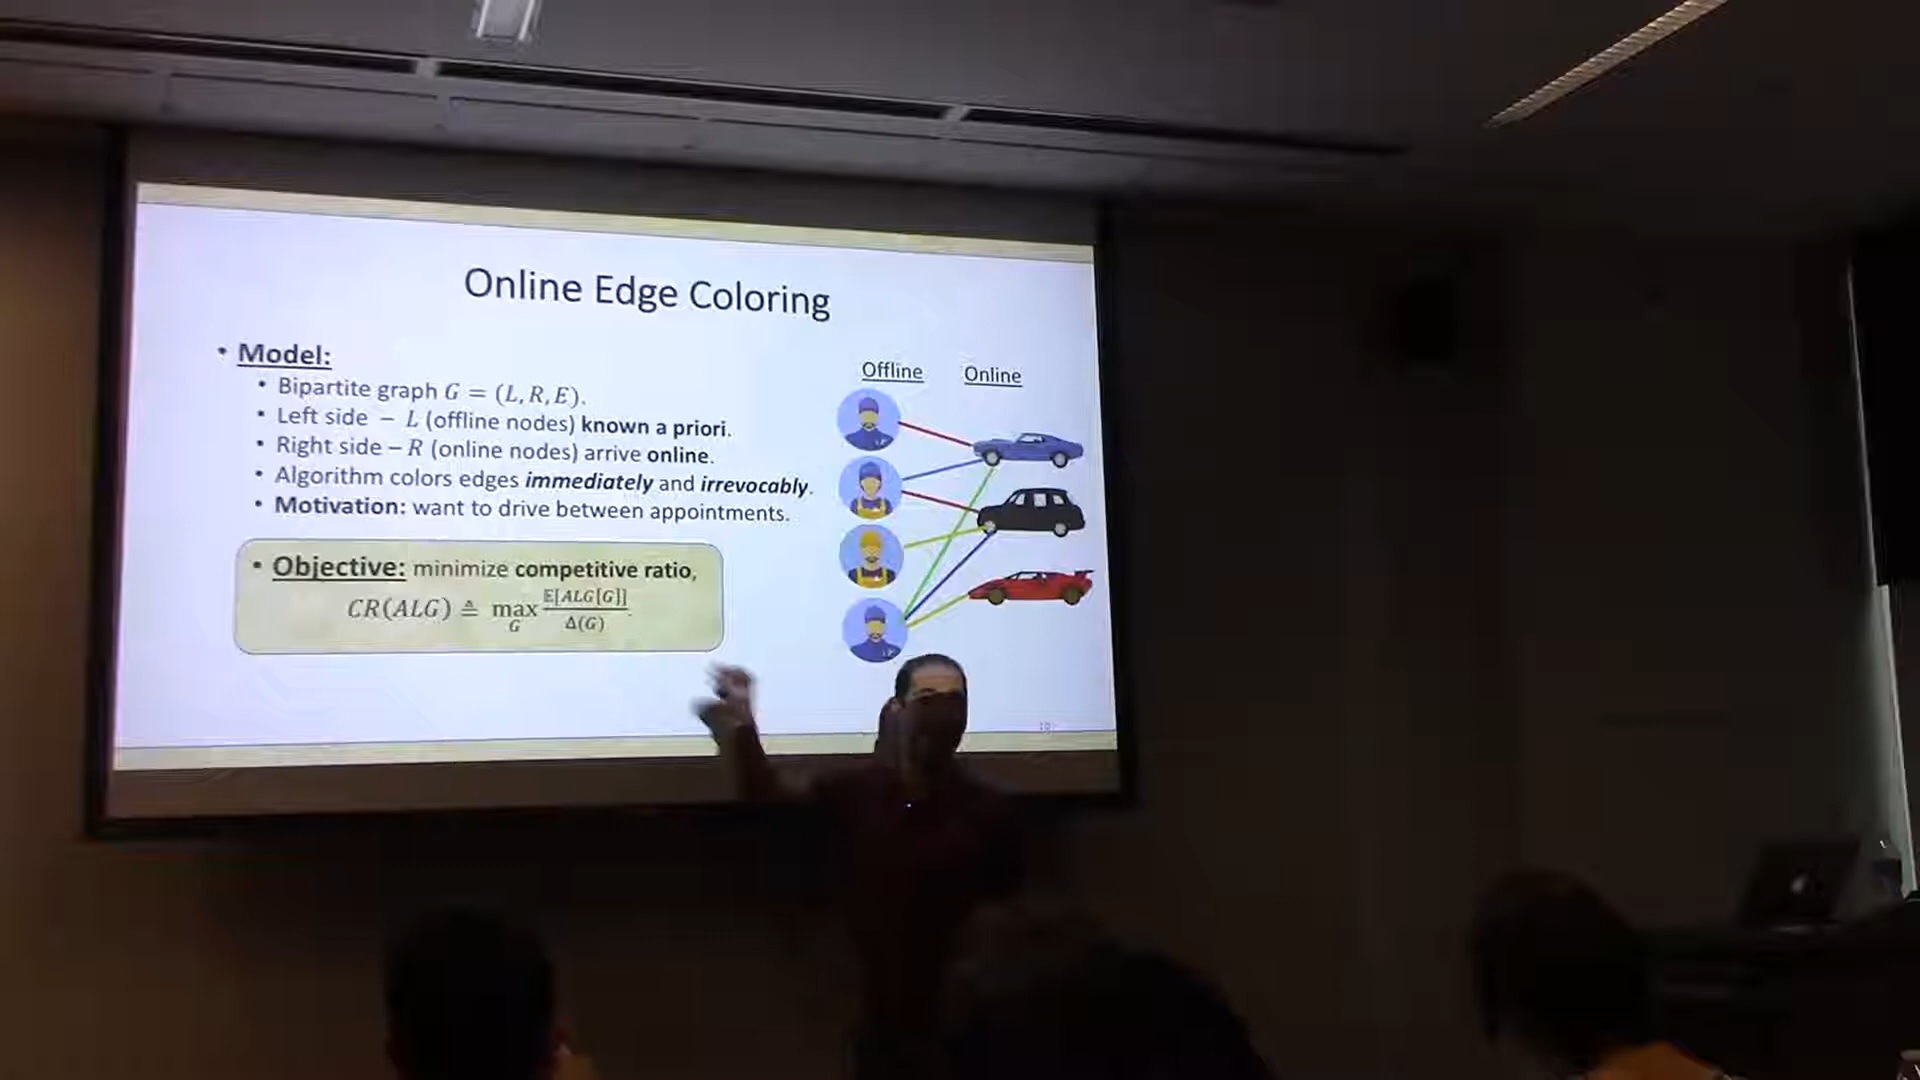 Online Edge Coloring
• Model:
• Bipartite graph G = (L, R, E).
• Left side – L (offline nodes) known a priori.
• Right side – R (online nodes) arrive online.
• Algorithm colors edges immediately and irrevocably.
• Motivation: want to drive between appointments.
• Objective: minimize competitive ratio,
CR(ALG) ≜ max_G 𝔼[ALG[G]] / Δ(G).
Offline Online